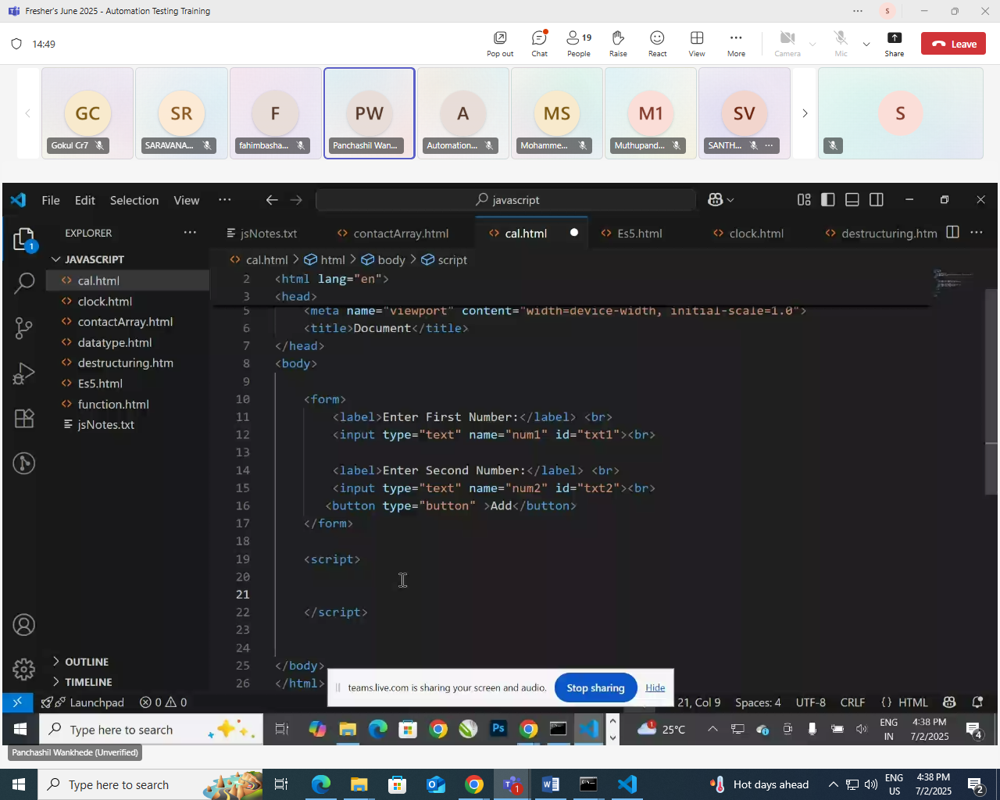 Fresher's June 2025 - Automation Testing Training
S
14:49
Pop out
Chat
19
People
Raise
React
View
More
Camera
Mic
Share
Leave
GC
Gokul Cr7
SR
SARAVANA...
F
fahimbasha...
PW
Panchashil Wan...
A
Automation...
MS
Mohamme...
M1
Muthupand...
SV
SANTH...
S
File Edit Selection View
javascript
EXPLORER
1
JAVASCRIPT
cal.html
clock.html
contactArray.html
datatype.html
destructuring.htm
Es5.html
function.html
jsNotes.txt
OUTLINE
TIMELINE
jsNotes.txt
contactArray.html
cal.html
Es5.html
clock.html
destructuring.htm
cal.html > html > body > script
2 <html lang="en">
3 <head>
5 <meta name="viewport" content="width=device-width, initial-scale=1.0">
6 <title>Document</title>
7 </head>
8 <body>
9
10 <form>
11 <label>Enter First Number:</label> <br>
12 <input type="text" name="num1" id="txt1"><br>
13
14 <label>Enter Second Number:</label> <br>
15 <input type="text" name="num2" id="txt2"><br>
16 <button type="button" >Add</button>
17 </form>
18
19 <script>
20
21
22 </script>
23
24
25 </body>
26 </html>
teams.live.com is sharing your screen and audio.
Stop sharing
Hide
Launchpad
0
0
21, Col 9
Spaces: 4
UTF-8
CRLF
{ } HTML
Type here to search
Ps
1
25°C
ENG
IN
4:38 PM
7/2/2025
4
Panchashil Wankhede (Unverified)
Type here to search
1
Hot days ahead
ENG
US
4:38 PM
7/2/2025
2